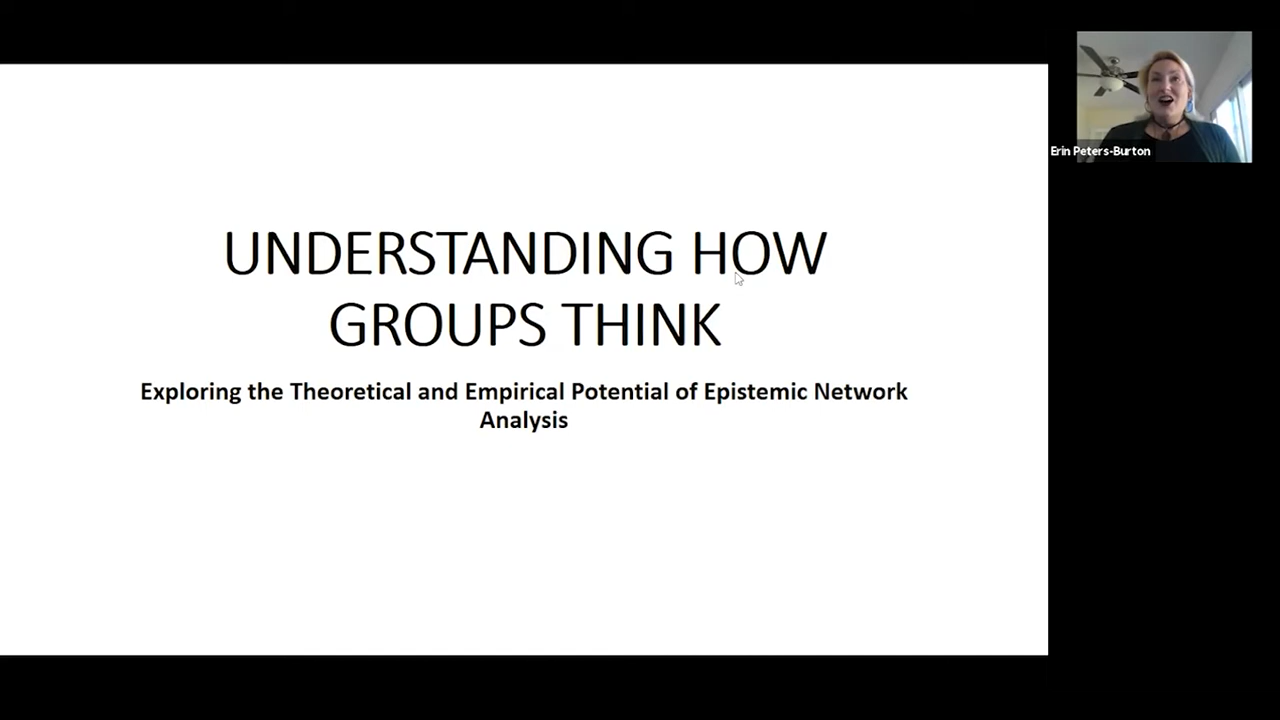 UNDERSTANDING HOW
GROUPS THINK
Exploring the Theoretical and Empirical Potential of Epistemic Network
Analysis
Erin Peters-Burton